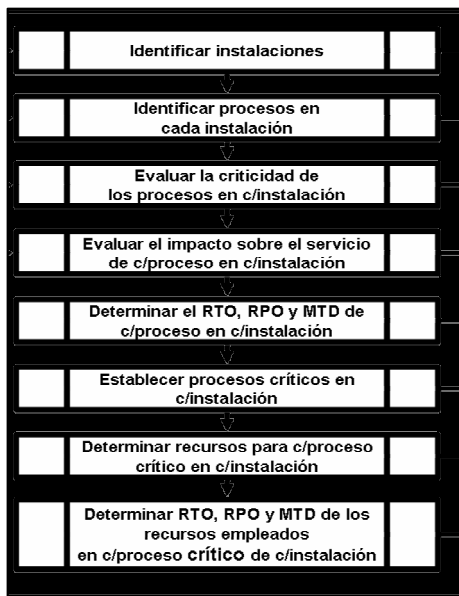 Identificar instalaciones
Identificar procesos en
cada instalación
Evaluar la criticidad de
los procesos en c/instalación
Evaluar el impacto sobre el servicio
de c/proceso en c/instalación
Determinar el RTO, RPO y MTD de
c/proceso en c/instalación
Establecer procesos críticos en
c/instalación
Determinar recursos para c/proceso
crítico en c/instalación
Determinar RTO, RPO y MTD de los
recursos empleados
en c/proceso crítico de c/instalación